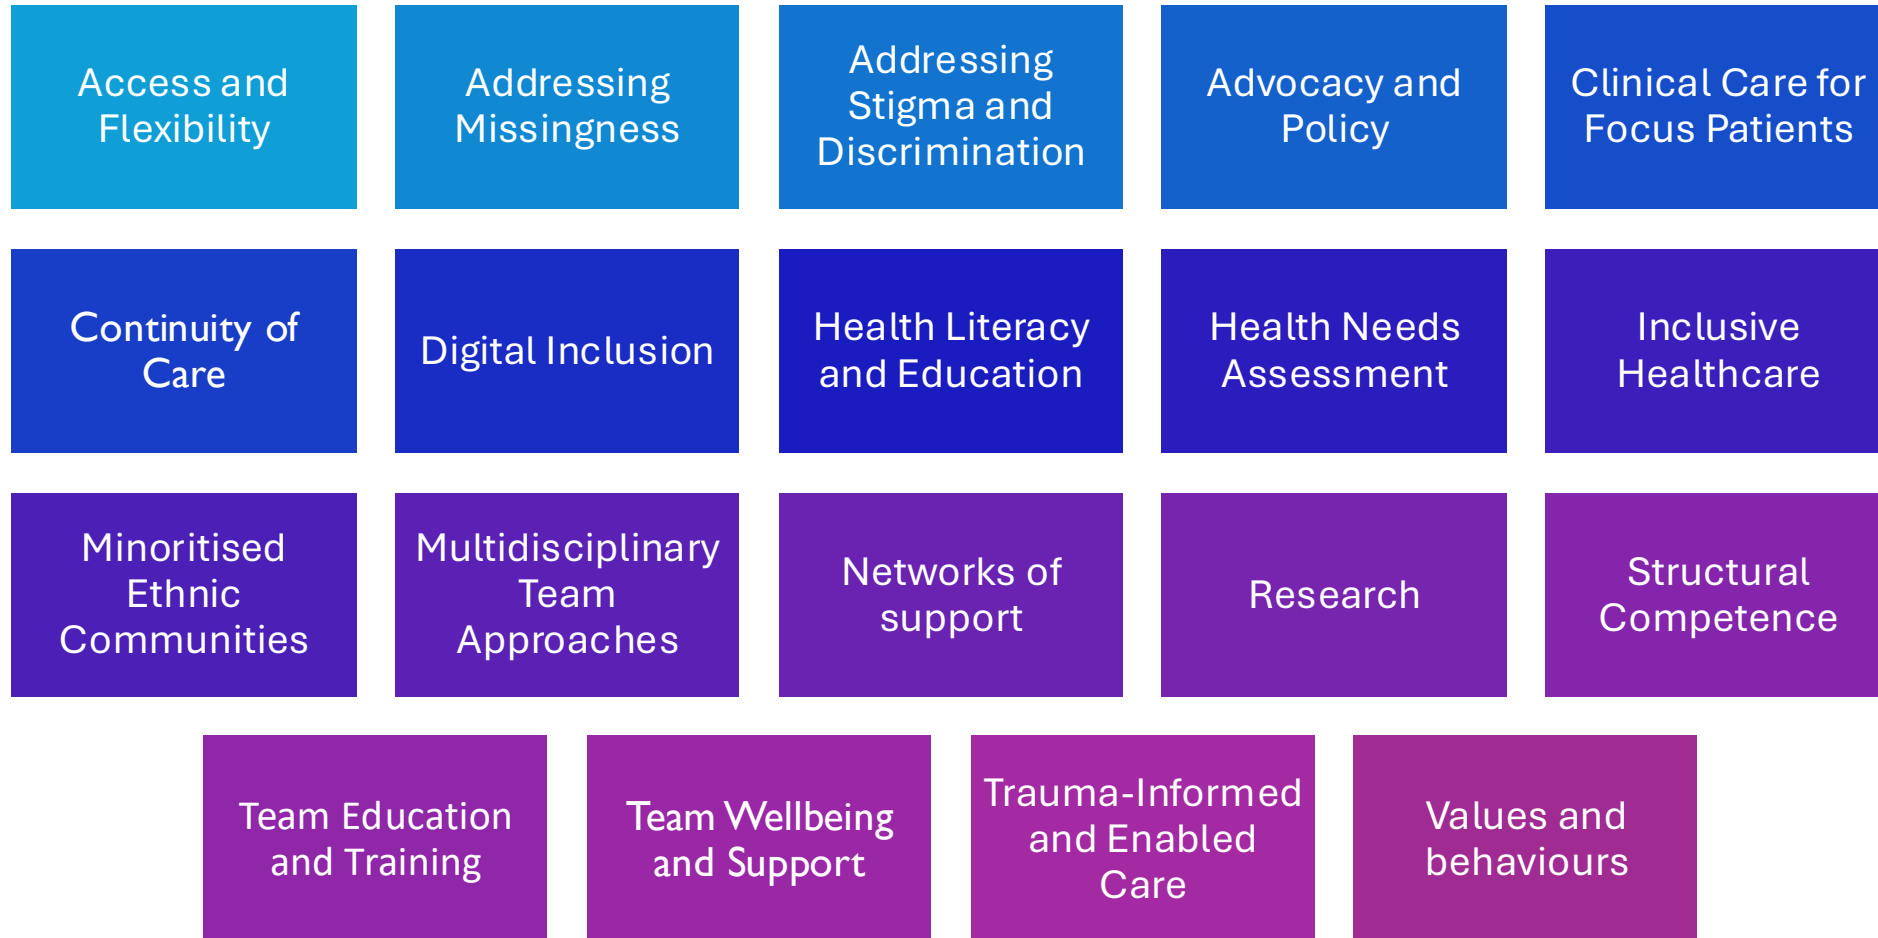 Access and
Flexibility
Addressing
Missingness
Addressing
Stigma and
Discrimination
Advocacy and
Policy
Clinical Care for
Focus Patients
Continuity of
Care
Digital Inclusion
Health Literacy
and Education
Health Needs
Assessment
Inclusive
Healthcare
Minoritised
Ethnic
Communities
Multidisciplinary
Team
Approaches
Networks of
support
Research
Structural
Competence
Team Education
and Training
Team Wellbeing
and Support
Trauma-Informed
and Enabled
Care
Values and
behaviours